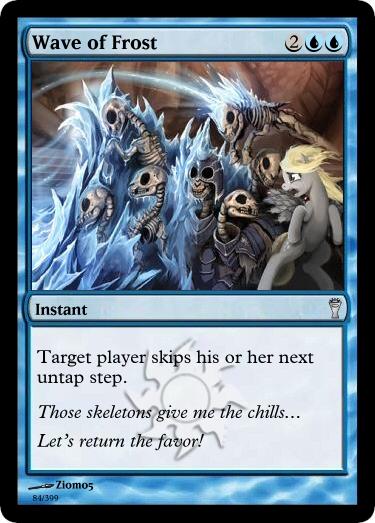 Wave of Frost 2
Instant
Target player skips his or her next
untap step.
Those skeletons give me the chills…
Let's return the favor!
Ziomo5
84/399